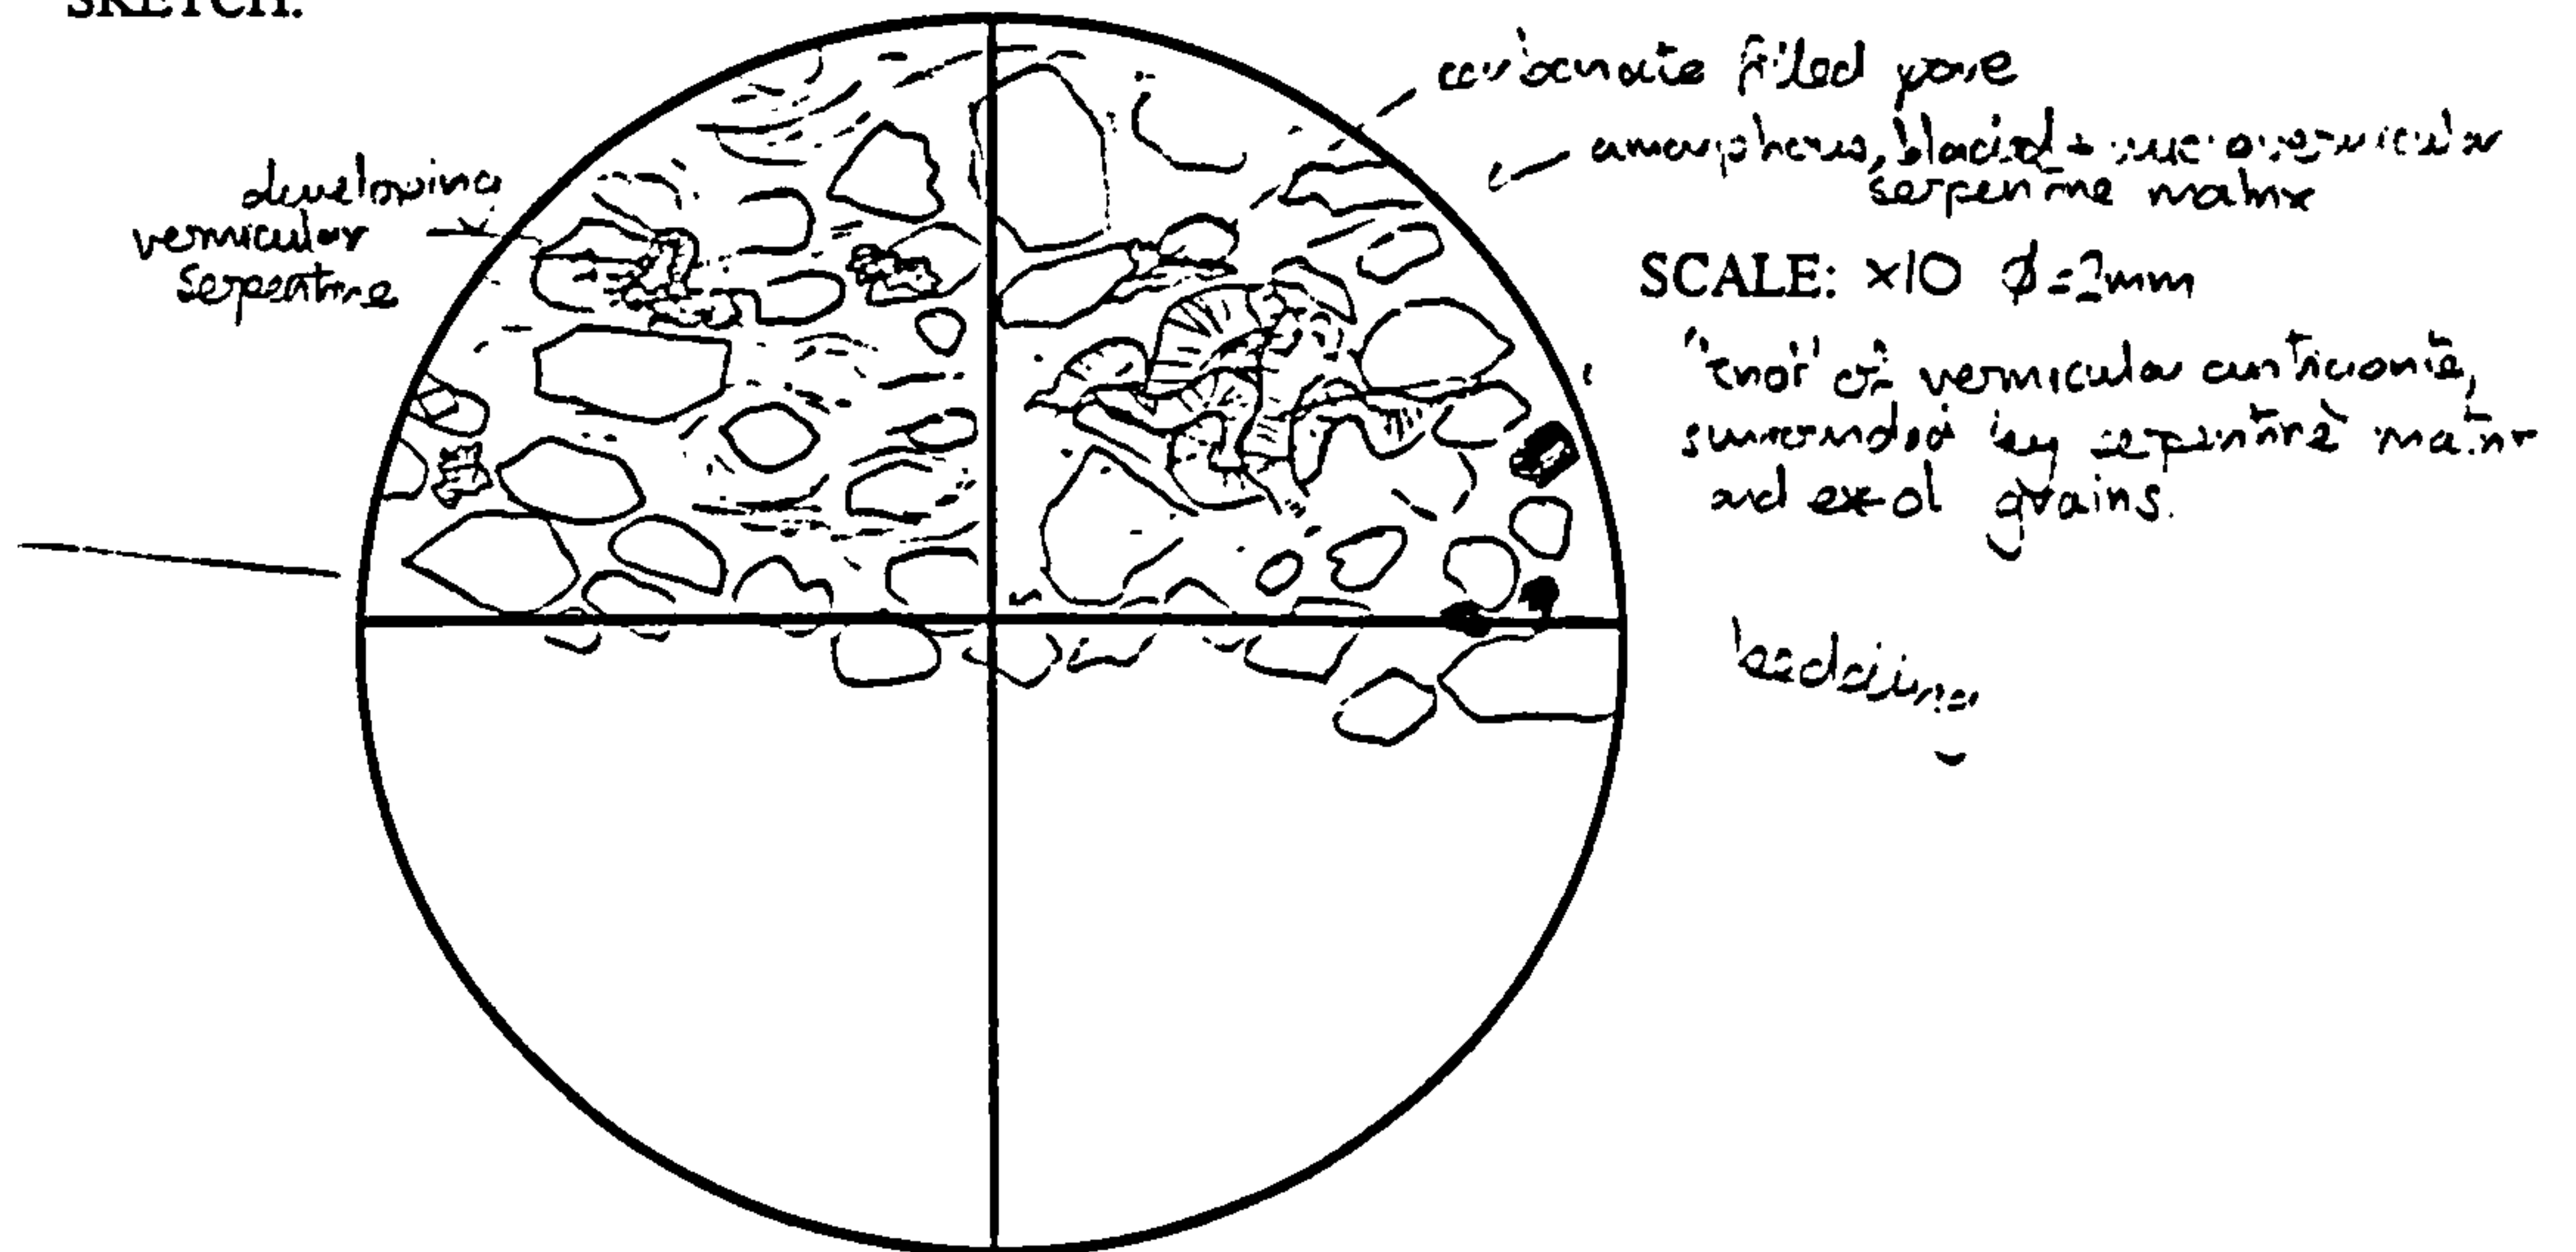 SKETCH:
carbonate filled pore
amorphous, bladed + microvermicular
serpentine matrix
developing
vermicular
serpentine
SCALE: ×10 Ø=2mm
"knot" of vermicular
surrounded by serpentine matrix
and ex-ol grains.
bedding